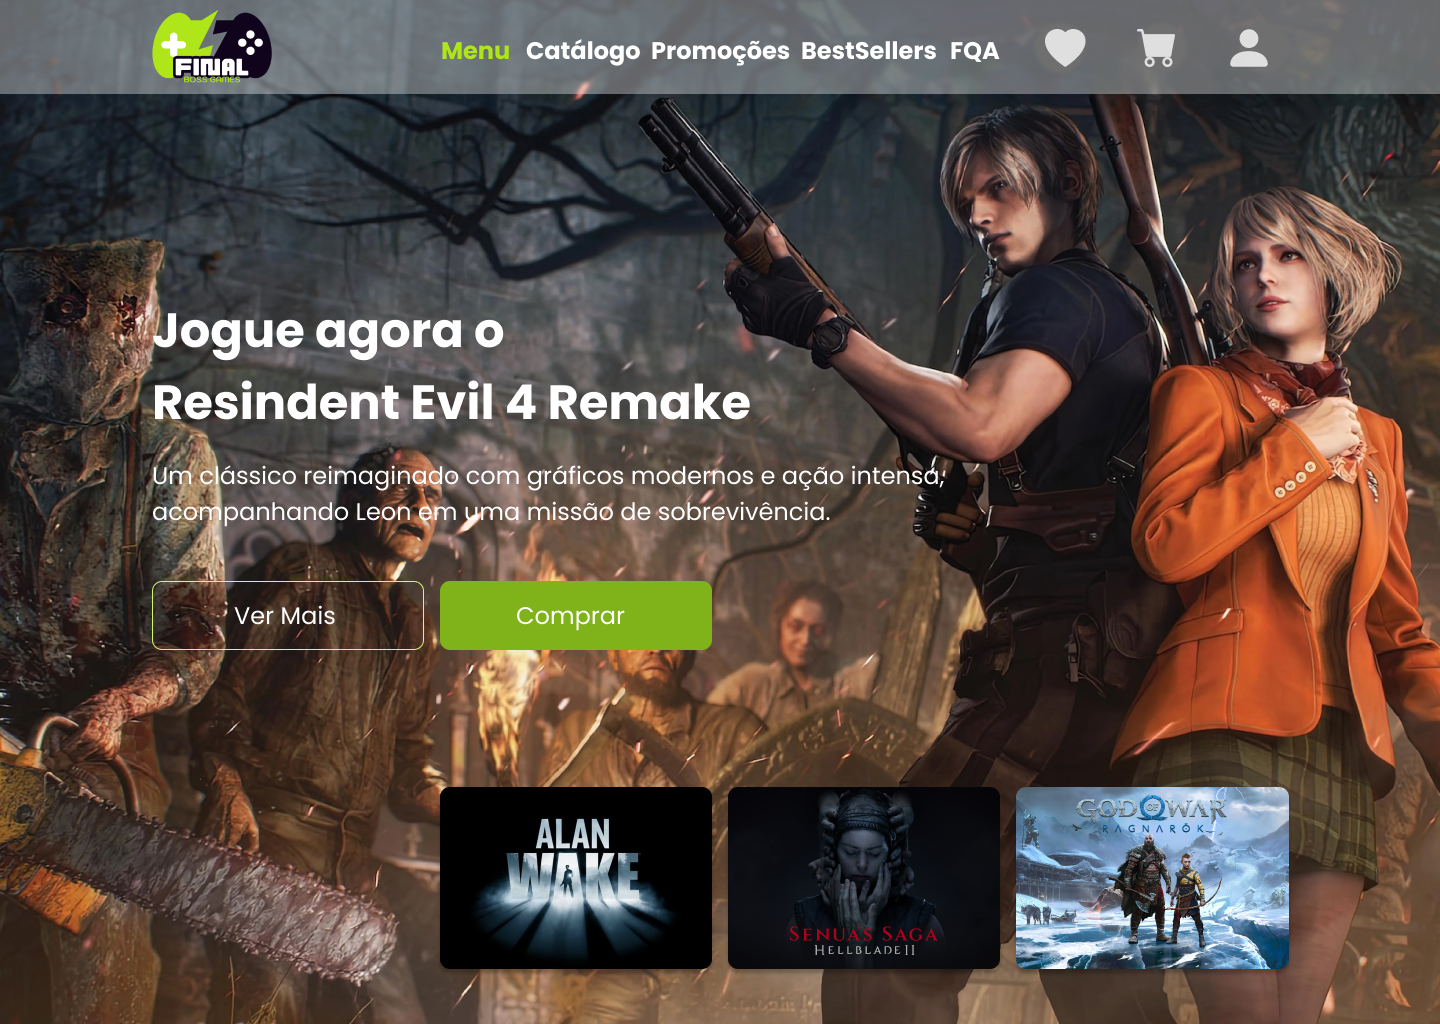 FINAL
BOSS GAMES
Menu Catálogo Promoções BestSellers FQA
Jogue agora o
Resindent Evil 4 Remake
Um clássico reimaginado com gráficos modernos e ação intensa,
acompanhando Leon em uma missão de sobrevivência.
Ver Mais Comprar
ALAN
WAKE
SENUAS SAGA
HELLBLADE II
GOD OF WAR
RAGNARÖK